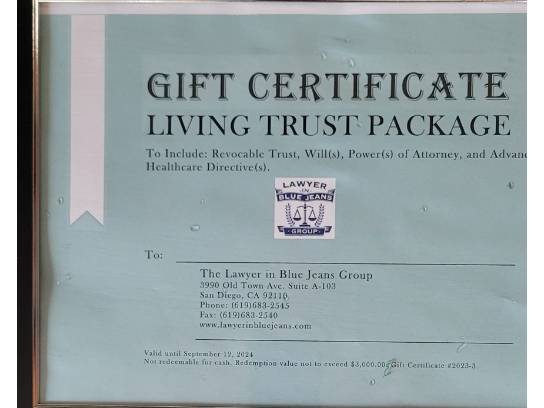 GIFT CERTIFICATE
LIVING TRUST PACKAGE
To Include: Revocable Trust, Will(s), Power(s) of Attorney, and Advanc
Healthcare Directive(s).
LAWYER
IN
BLUE JEANS
GROUP
To:
The Lawyer in Blue Jeans Group
3990 Old Town Ave. Suite A-103
San Diego, CA 92110
Phone: (619)683-2545
Fax: (619)683-2540
www.lawyerinbluejeans.com
Valid until September 12, 2024
Not redeemable for cash. Redemption value not to exceed $3,000.00. Gift Certificate #2023-3